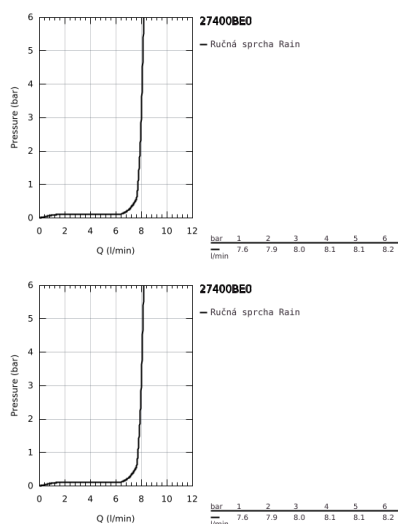 27400BE0
Ručná sprcha Rain
6
5
4
3
2
1
0
Pressure (bar)
0 2 4 6 8 10 12
Q (l/min)
bar 1 2 3 4 5 6
7.6 7.9 8.0 8.1 8.1 8.2
l/min
27400BE0
Ručná sprcha Rain
6
5
4
3
2
1
0
Pressure (bar)
0 2 4 6 8 10 12
Q (l/min)
bar 1 2 3 4 5 6
7.6 7.9 8.0 8.1 8.1 8.2
l/min